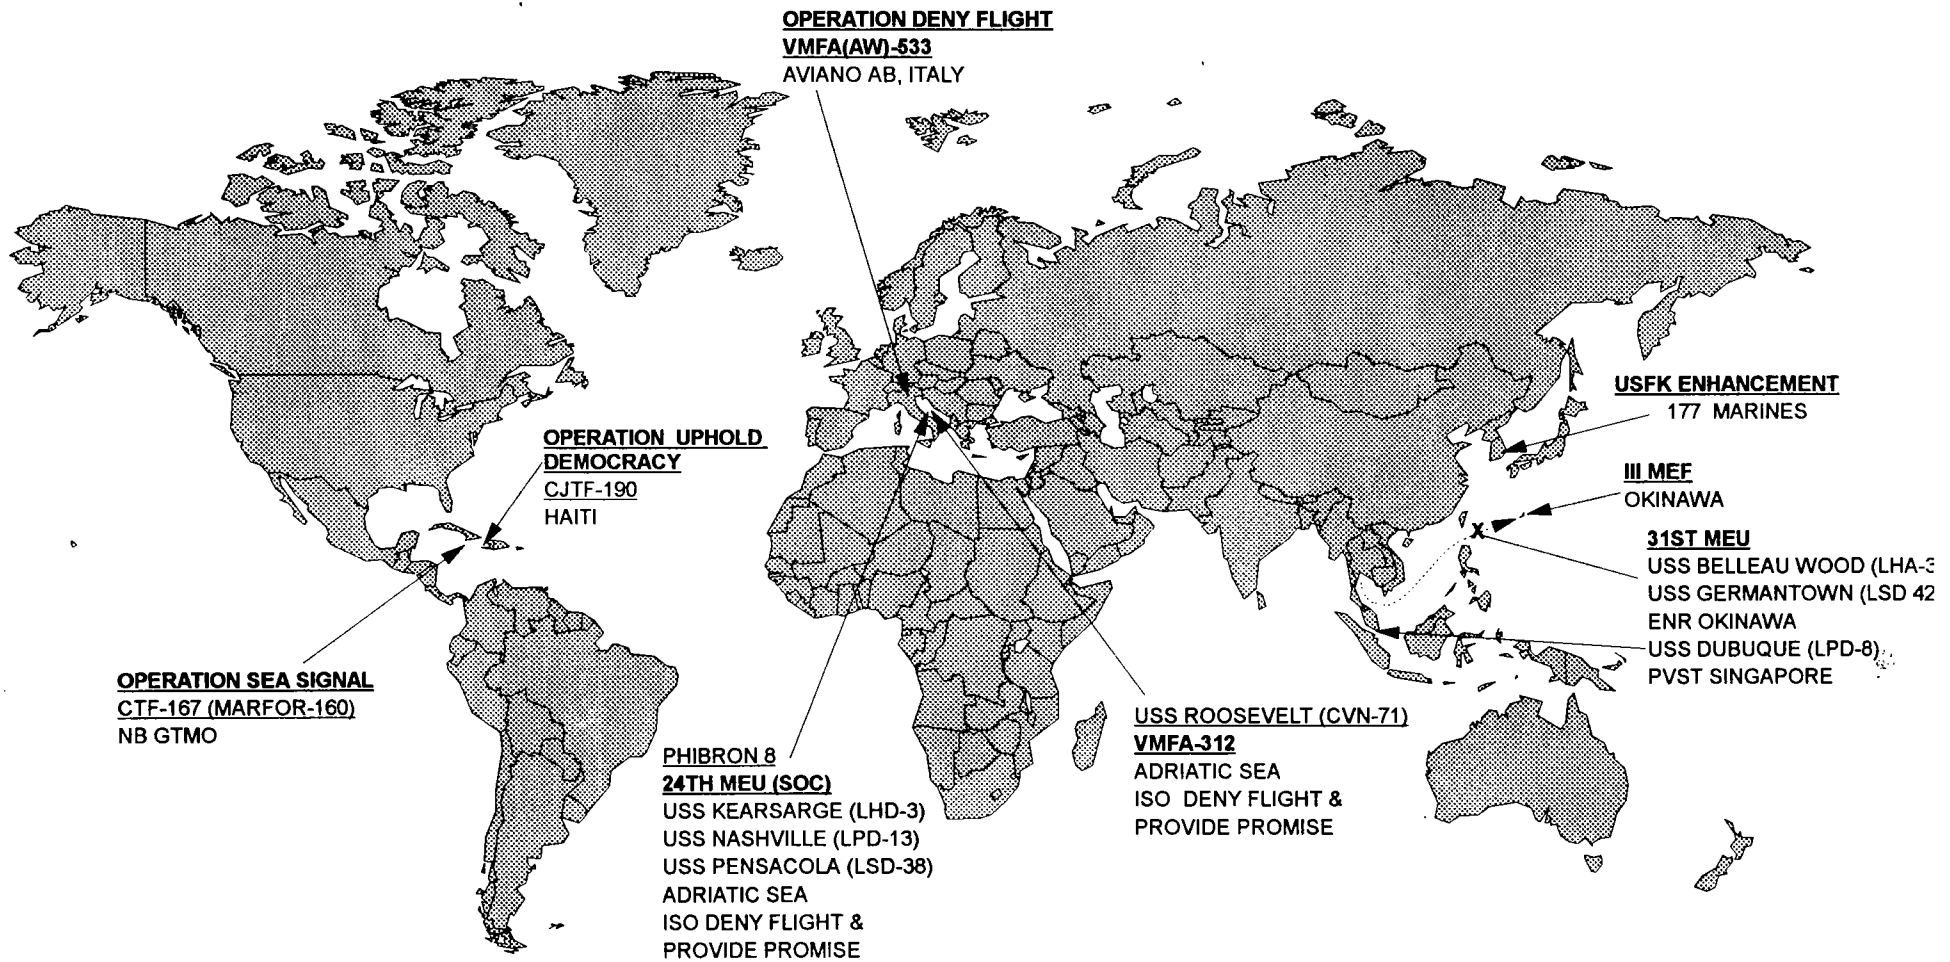 OPERATION DENY FLIGHT
VMFA(AW)-533
AVIANO AB, ITALY
USFK ENHANCEMENT
177 MARINES
OPERATION UPHOLD
DEMOCRACY
CJTF-190
HAITI
III MEF
OKINAWA
X
31ST MEU
USS BELLEAU WOOD (LHA-3
USS GERMANTOWN (LSD 42
ENR OKINAWA
USS DUBUQUE (LPD-8)
PVST SINGAPORE
OPERATION SEA SIGNAL
CTF-167 (MARFOR-160)
NB GTMO
PHIBRON 8
24TH MEU (SOC)
USS KEARSARGE (LHD-3)
USS NASHVILLE (LPD-13)
USS PENSACOLA (LSD-38)
ADRIATIC SEA
ISO DENY FLIGHT &
PROVIDE PROMISE
USS ROOSEVELT (CVN-71)
VMFA-312
ADRIATIC SEA
ISO DENY FLIGHT &
PROVIDE PROMISE